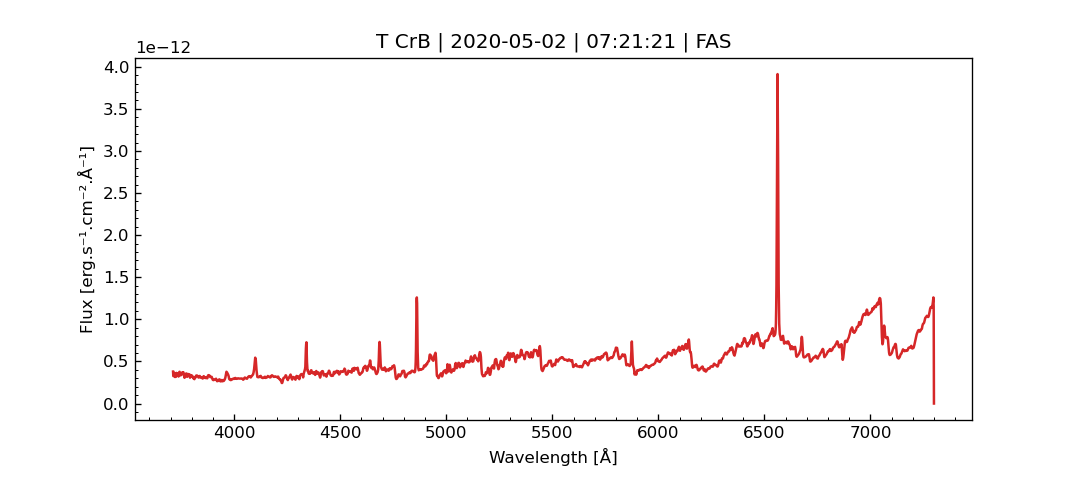 T CrB | 2020-05-02 | 07:21:21 | FAS
1e−12
4.0
3.5
3.0
2.5
2.0
1.5
1.0
0.5
0.0
Flux [erg.s⁻¹.cm⁻².Å⁻¹]
4000 4500 5000 5500 6000 6500 7000
Wavelength [Å]